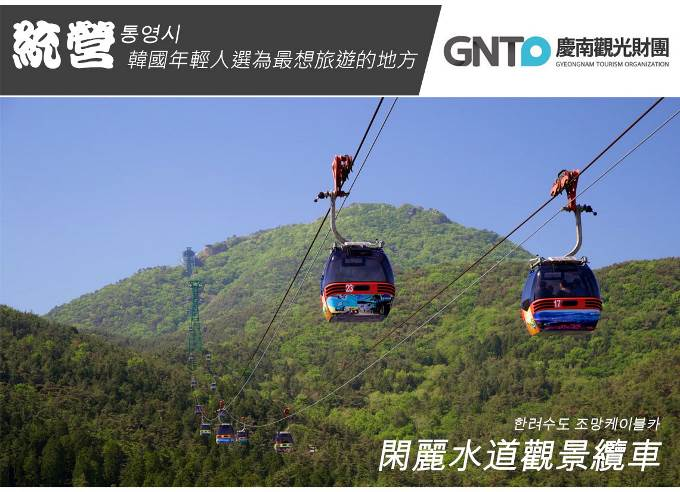 統營 통영시
韓國年輕人選為最想旅遊的地方
GNTO 慶南觀光財團
GYEONGNAM TOURISM ORGANIZATION
23
17
한려수도 조망케이블카
閑麗水道觀景纜車